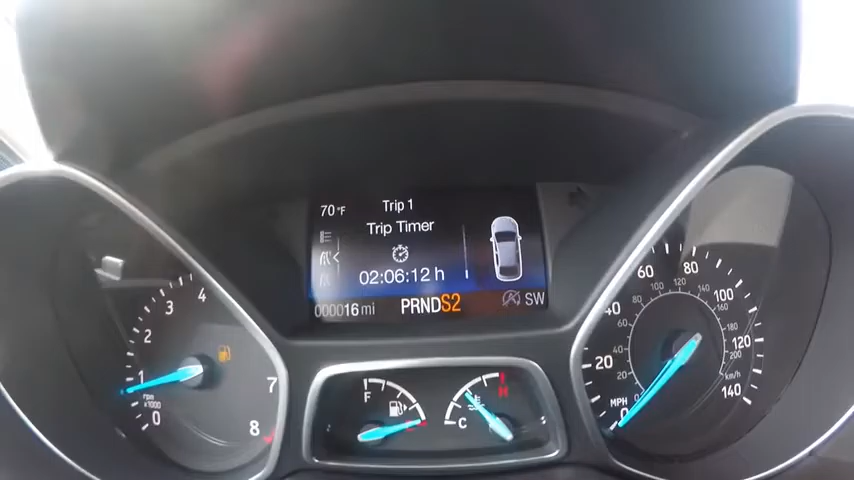 70°F
Trip 1
Trip Timer
02:06:12 h
000016 mi
PRNDS2
SW
0
1
2
3
4
7
8
rpm
x1000
F
C
H
0
20
40
60
80
100
120
140
20
40
60
80
100
120
140
160
180
200
MPH
km/h